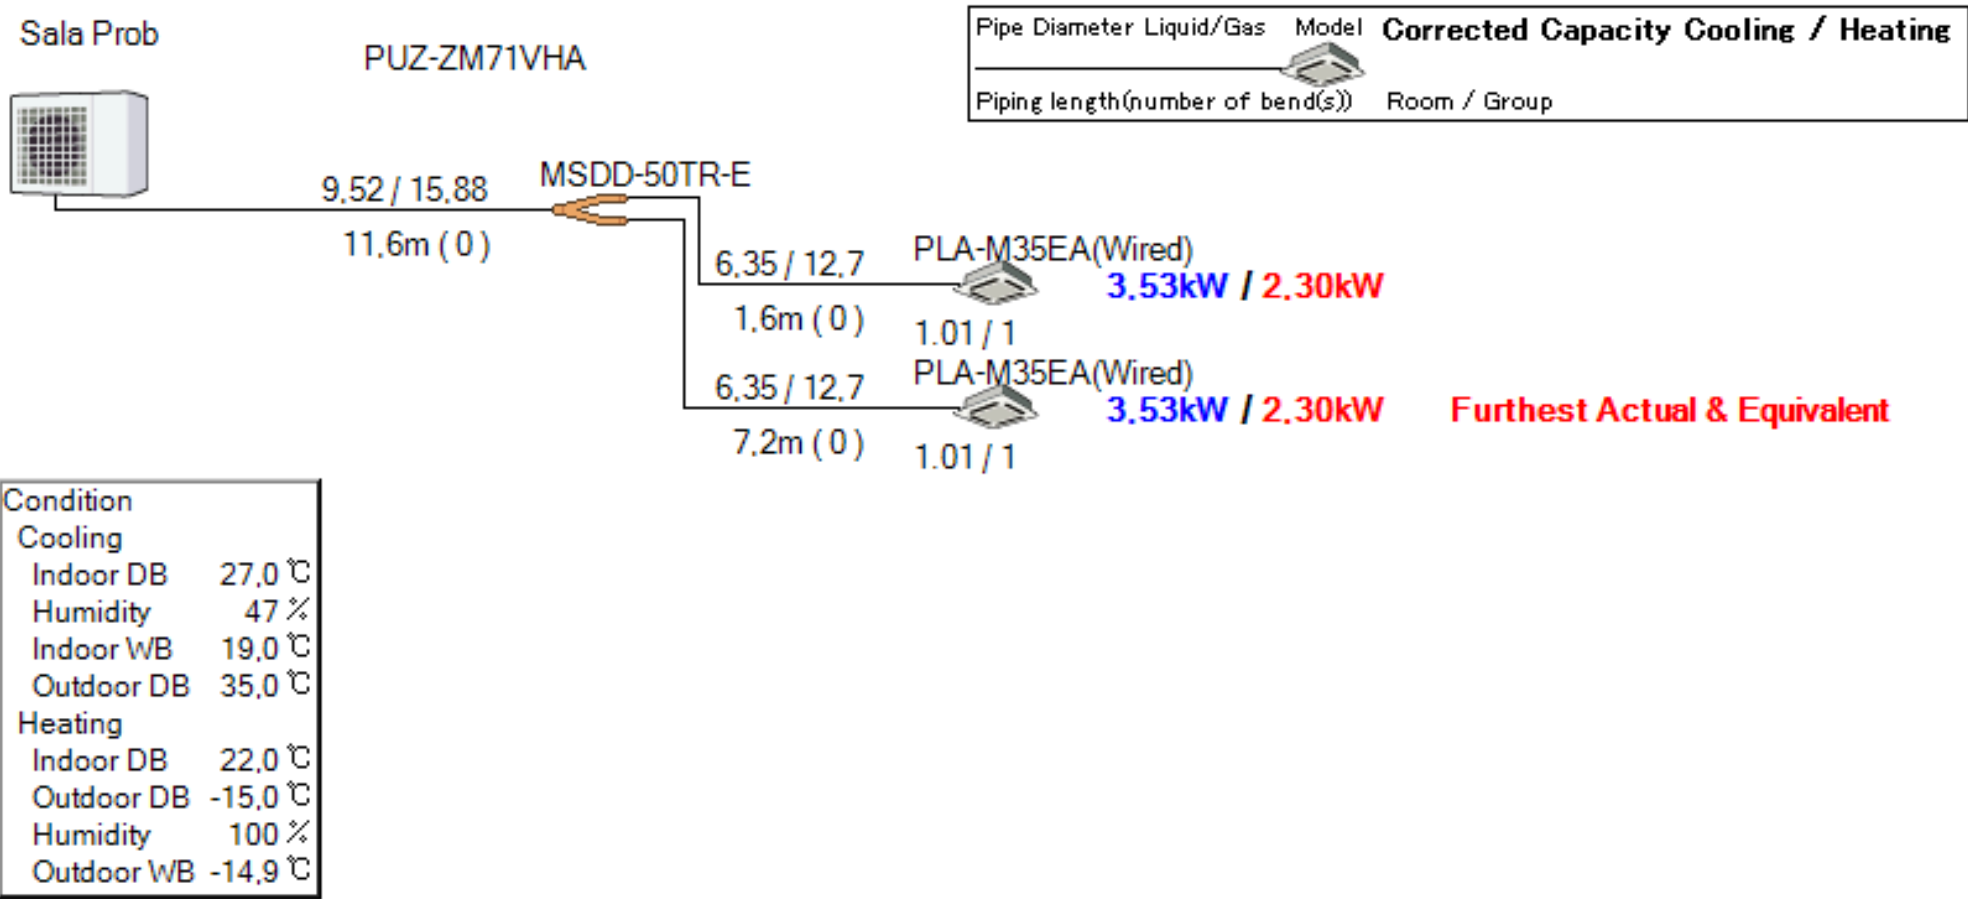 Sala Prob
PUZ-ZM71VHA
Pipe Diameter Liquid/Gas Model Corrected Capacity Cooling / Heating
Piping length(number of bend(s)) Room / Group
9,52 / 15,88
MSDD-50TR-E
11,6m ( 0 )
6,35 / 12,7
PLA-M35EA(Wired)
3,53kW / 2,30kW
1,6m ( 0 )
1.01 / 1
6,35 / 12,7
PLA-M35EA(Wired)
3,53kW / 2,30kW
Furthest Actual & Equivalent
7,2m ( 0 )
1.01 / 1
Condition
Cooling
Indoor DB 27,0 ℃
Humidity 47 %
Indoor WB 19,0 ℃
Outdoor DB 35,0 ℃
Heating
Indoor DB 22,0 ℃
Outdoor DB -15,0 ℃
Humidity 100 %
Outdoor WB -14,9 ℃